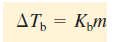 ΔT_b = K_b m